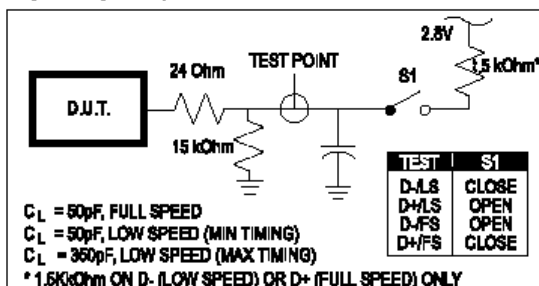 2.8V
24 Ohm
TEST POINT
S1
1.5 kOhm*
D.U.T.
15 kOhm
TEST S1
D-/LS CLOSE
D+/LS OPEN
D-/FS OPEN
D+/FS CLOSE
CL = 50pF, FULL SPEED
CL = 50pF, LOW SPEED (MIN TIMING)
CL = 350pF, LOW SPEED (MAX TIMING)
* 1.5KkOhm ON D- (LOW SPEED) OR D+ (FULL SPEED) ONLY